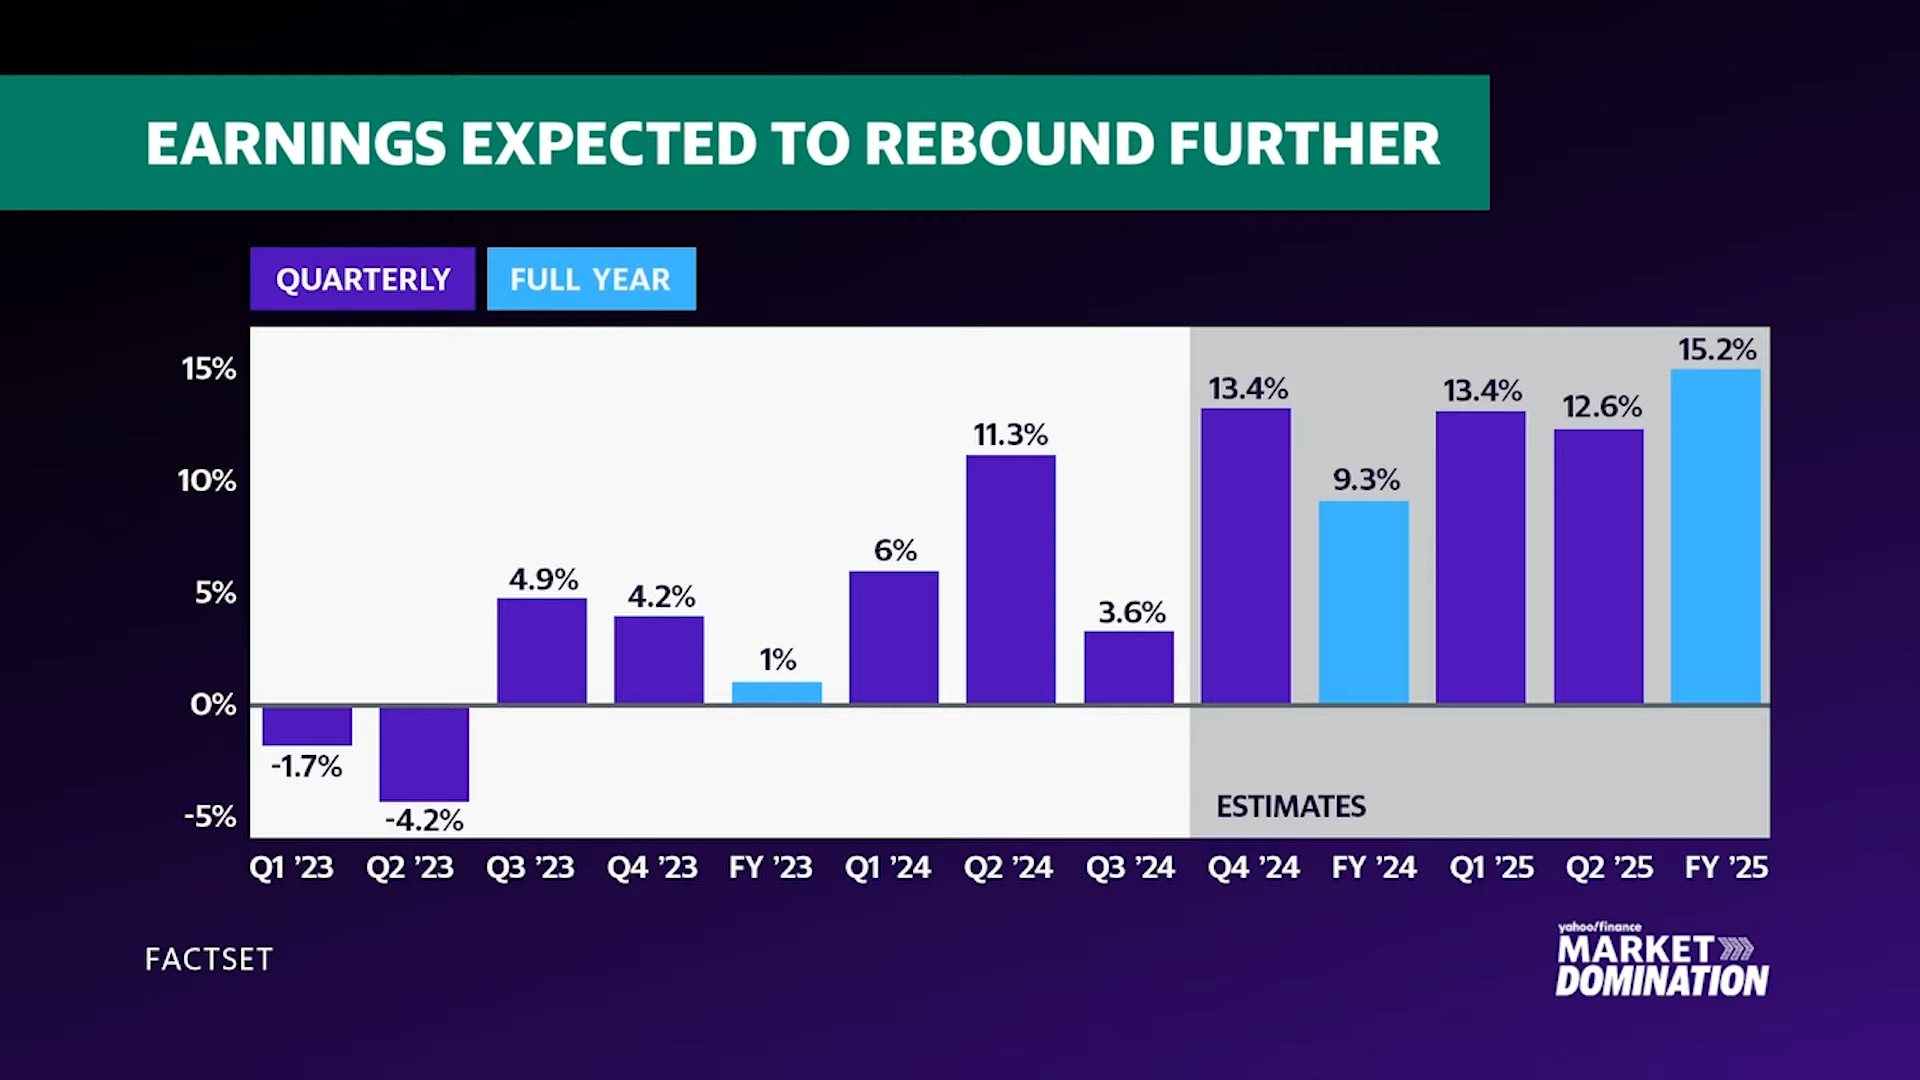 EARNINGS EXPECTED TO REBOUND FURTHER
QUARTERLY
FULL YEAR
15%
10%
5%
0%
-5%
-1.7%
-4.2%
4.9%
4.2%
1%
6%
11.3%
3.6%
13.4%
9.3%
13.4%
12.6%
15.2%
ESTIMATES
Q1 ’23
Q2 ’23
Q3 ’23
Q4 ’23
FY ’23
Q1 ’24
Q2 ’24
Q3 ’24
Q4 ’24
FY ’24
Q1 ’25
Q2 ’25
FY ’25
FACTSET
yahoo!finance
MARKET
DOMINATION